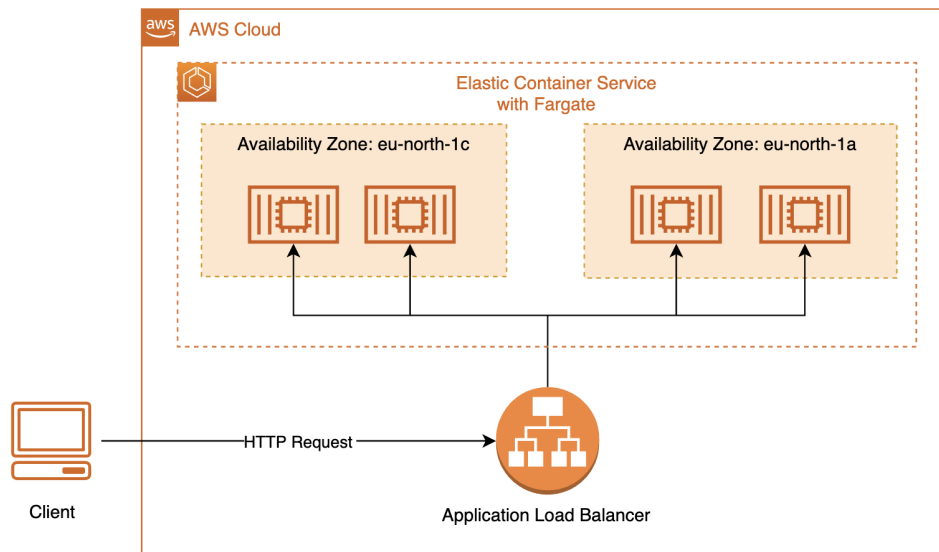 aws
AWS Cloud
Elastic Container Service
with Fargate
Availability Zone: eu-north-1c
Availability Zone: eu-north-1a
HTTP Request
Client
Application Load Balancer